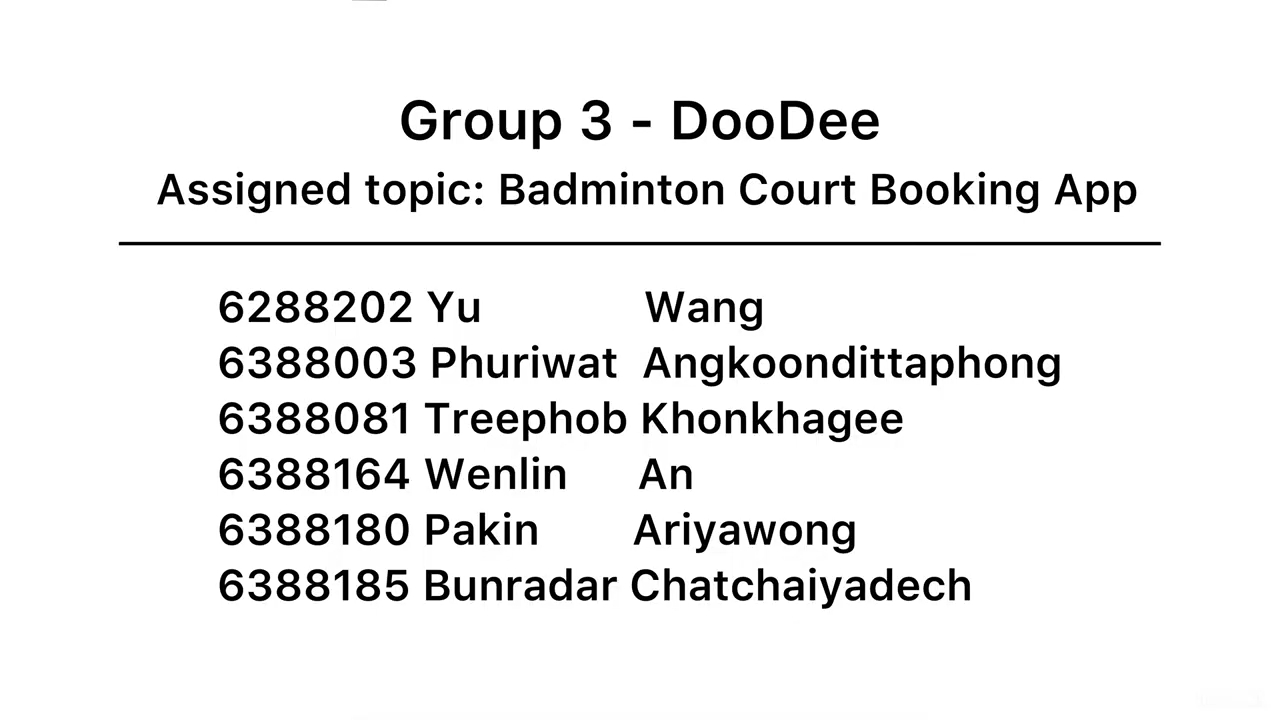 Group 3 - DooDee
Assigned topic: Badminton Court Booking App
6288202 Yu Wang
6388003 Phuriwat Angkoondittaphong
6388081 Treephob Khonkhagee
6388164 Wenlin An
6388180 Pakin Ariyawong
6388185 Bunradar Chatchaiyadech